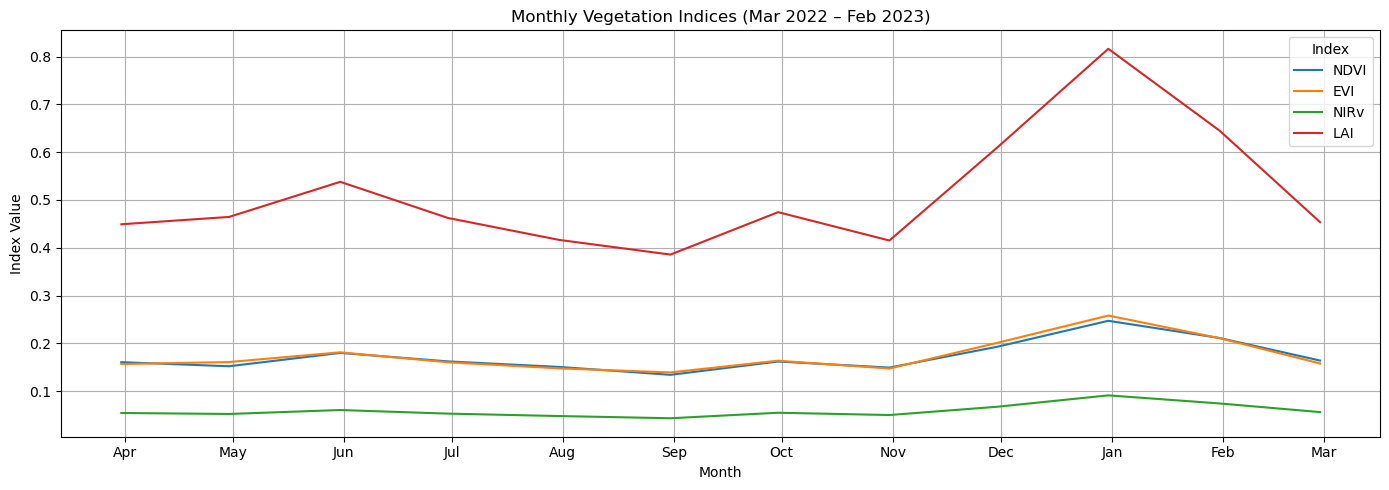 Monthly Vegetation Indices (Mar 2022 – Feb 2023)
Index
NDVI
EVI
NIRv
LAI
Index Value
0.8
0.7
0.6
0.5
0.4
0.3
0.2
0.1
Apr May Jun Jul Aug Sep Oct Nov Dec Jan Feb Mar
Month